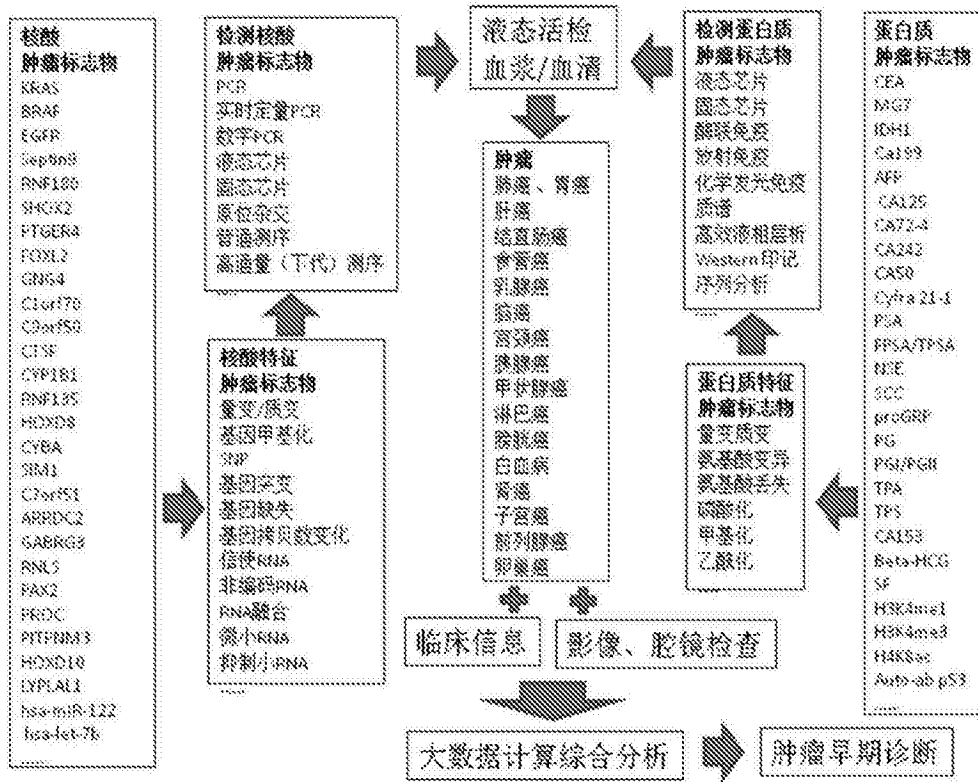 核酸
肿瘤标志物
KRAS
BRAF
EGFR
Septin9
RNF180
SHOX2
PTGER4
FOXL2
GNG4
C1orf70
C9orf50
CTSF
CYP1B1
RNF135
HOXD8
CYBA
SIM1
C7orf51
ARRDC2
GABRG3
RNLS
PAX2
PRDC
PITPNM3
HOXD10
LYPLAL1
hsa-miR-122
hsa-let-7b
......
检测核酸
肿瘤标志物
PCR
实时定量PCR
数字PCR
液态芯片
固态芯片
原位杂交
普通测序
高通量（下代）测序
......
核酸特征
肿瘤标志物
量变/质变
基因甲基化
SNP
基因突变
基因缺失
基因拷贝数变化
信使RNA
非编码RNA
RNA融合
微小RNA
抑制小RNA
......
液态活检
血浆/血清
肿瘤
肺癌、胃癌
肝癌
结直肠癌
食管癌
乳腺癌
脑癌
宫颈癌
胰腺癌
甲状腺癌
淋巴癌
膀胱癌
白血病
肾癌
子宫癌
前列腺癌
卵巢癌
临床信息
影像、腔镜检查
大数据计算综合分析
肿瘤早期诊断
检测蛋白质
肿瘤标志物
液态芯片
固态芯片
酶联免疫
放射免疫
化学发光免疫
质谱
高效液相层析
Western印记
序列分析
......
蛋白质特征
肿瘤标志物
量变质变
氨基酸变异
氨基酸丢失
磷酸化
甲基化
乙酸化
......
蛋白质
肿瘤标志物
CEA
MG7
IDH1
Ca199
AFP
CA125
CA72-4
CA242
CA50
Cyfra 21-1
PSA
FPSA/TPSA
NSE
SCC
proGRP
PG
PGI/PGII
TPA
TPS
CA153
Beta-HCG
SF
H3K4me1
H3K4me3
H4K8ac
Auto-ab p53
......